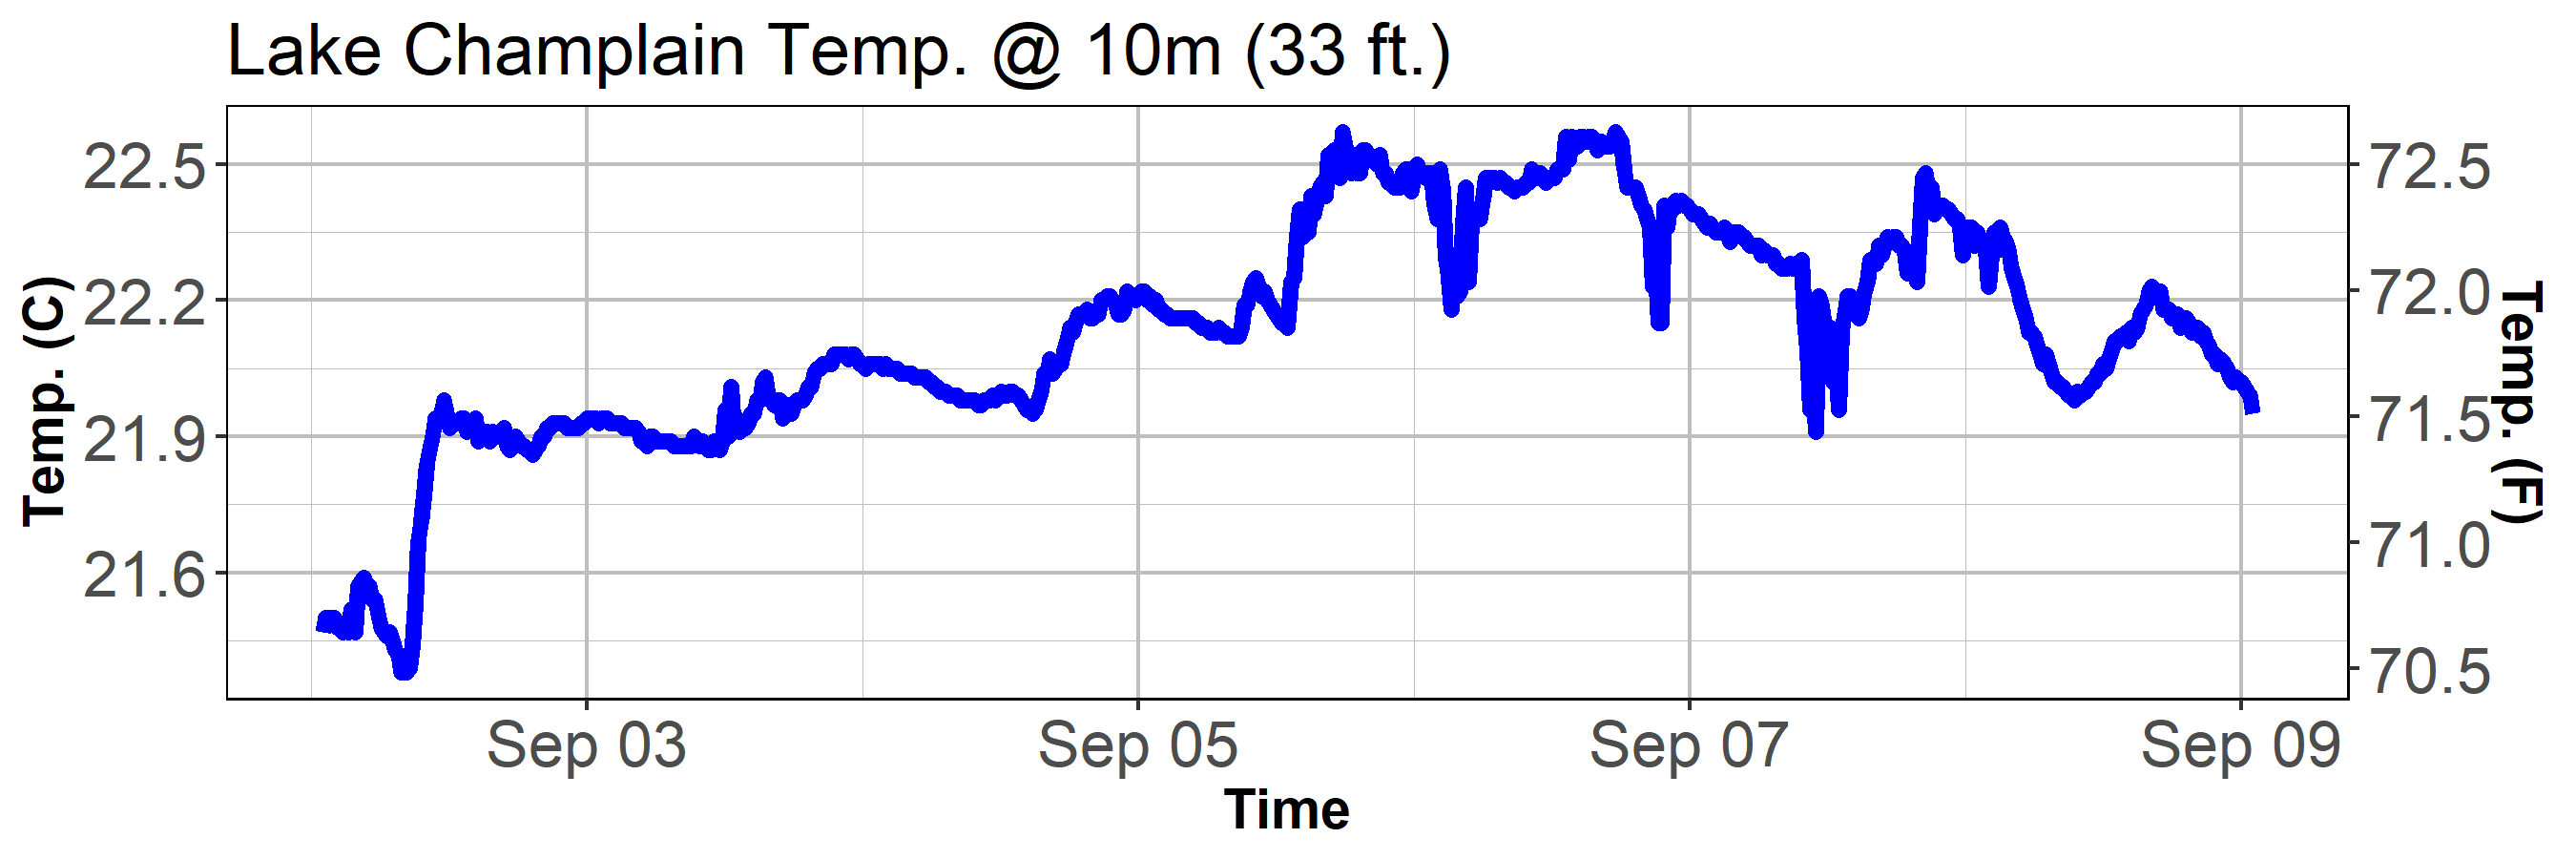 Lake Champlain Temp. @ 10m (33 ft.)
Temp. (C)
22.5
22.2
21.9
21.6
72.5
72.0
71.5
71.0
70.5
Temp. (F)
Sep 03
Sep 05
Sep 07
Sep 09
Time